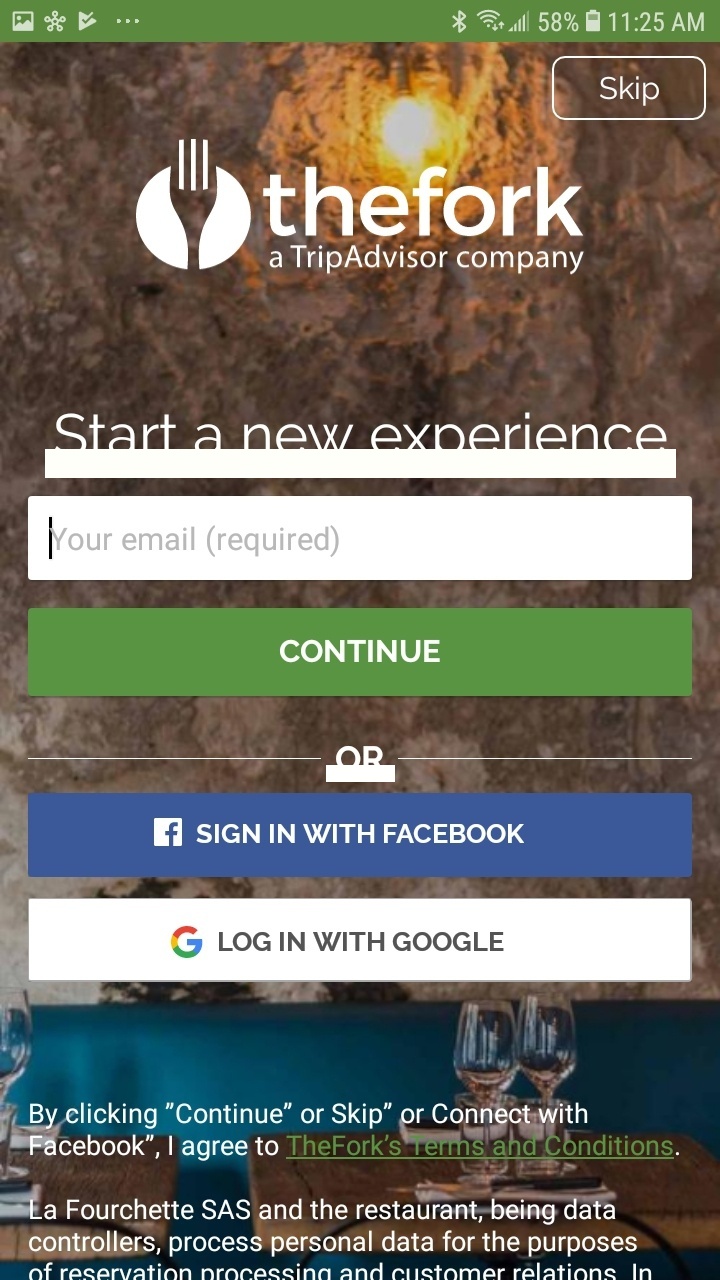 58% 11:25 AM
Skip
thefork
a TripAdvisor company
Start a new experience
Your email (required)
CONTINUE
OR
SIGN IN WITH FACEBOOK
LOG IN WITH GOOGLE
By clicking ”Continue” or Skip” or Connect with
Facebook”, I agree to TheFork’s Terms and Conditions.
La Fourchette SAS and the restaurant, being data
controllers, process personal data for the purposes
of reservation processing and customer relations. In